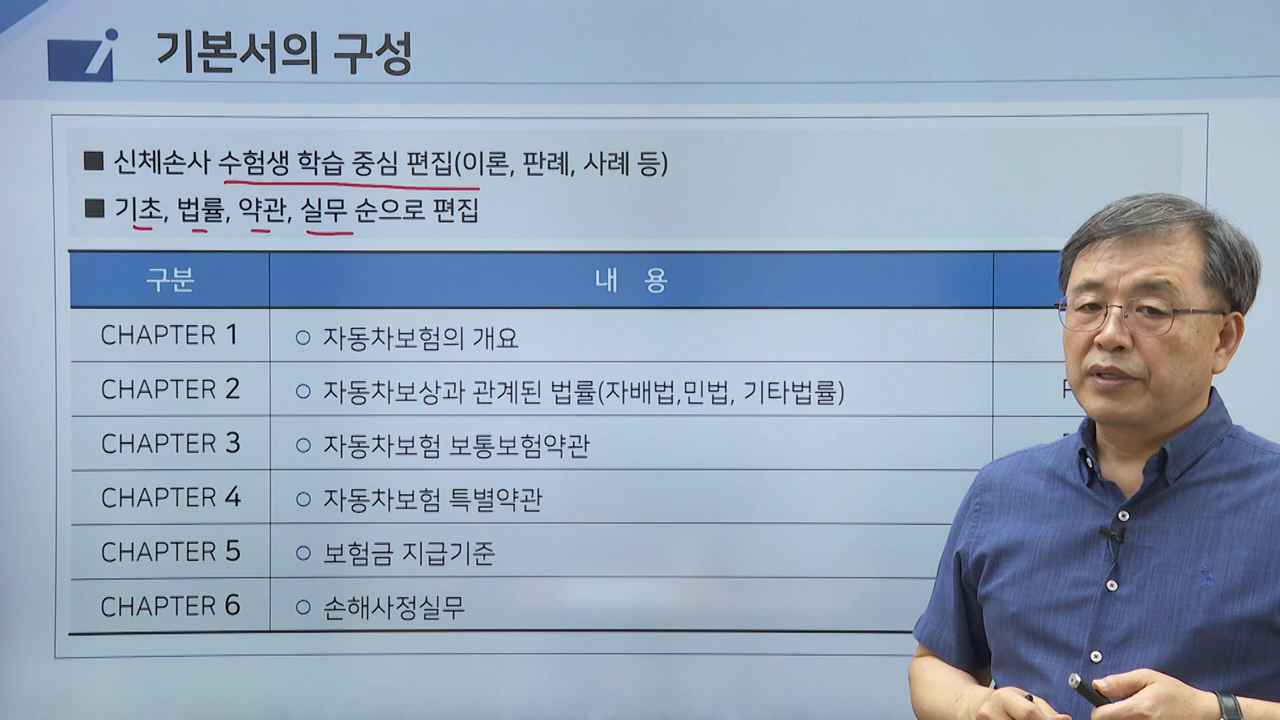 기본서의 구성
■ 신체손사 수험생 학습 중심 편집(이론, 판례, 사례 등)
■ 기초, 법률, 약관, 실무 순으로 편집
구분 내 용
CHAPTER 1 ○ 자동차보험의 개요
CHAPTER 2 ○ 자동차보상과 관계된 법률(자배법,민법, 기타법률)
CHAPTER 3 ○ 자동차보험 보통보험약관
CHAPTER 4 ○ 자동차보험 특별약관
CHAPTER 5 ○ 보험금 지급기준
CHAPTER 6 ○ 손해사정실무